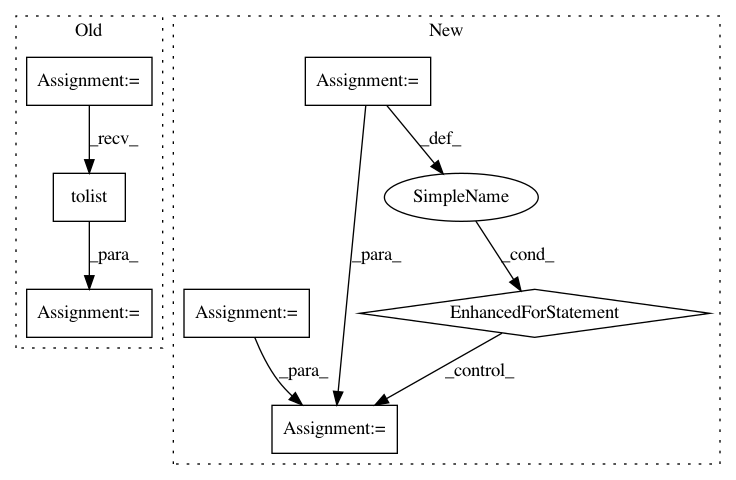 Old
New
Assignment:=
Assignment:=
_recv_
_def_
tolist
SimpleName
_para_
_para_
_cond_
Assignment:=
Assignment:=
EnhancedForStatement
_para_
_control_
Assignment:=